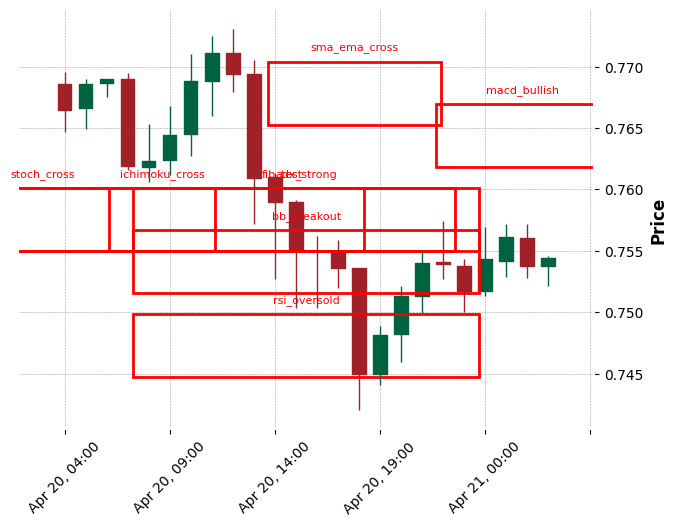 sma_ema_cross
0.770
macd_bullish
0.765
stoch_cross
ichimoku_cross
0.760
bb_breakout
Price
0.755
rsi_oversold
0.750
0.745
Apr 20, 04:00
Apr 20, 09:00
Apr 20, 14:00
Apr 20, 19:00
Apr 21, 00:00